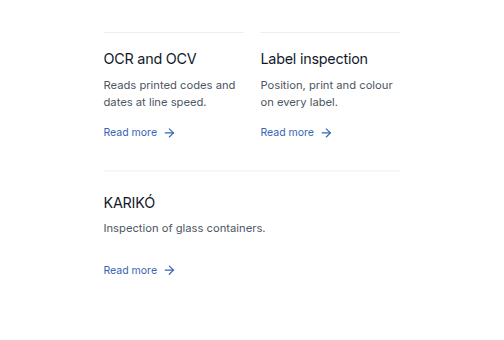 OCR and OCV
Reads printed codes and
dates at line speed.
Read more
Label inspection
Position, print and colour
on every label.
Read more
KARIKÓ
Inspection of glass containers.
Read more